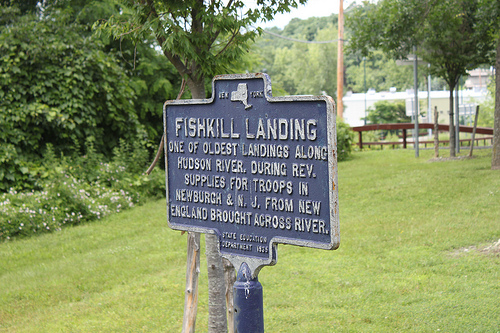 NEW YORK
FISHKILL LANDING
ONE OF OLDEST LANDINGS ALONG
HUDSON RIVER. DURING REV.
SUPPLIES FOR TROOPS IN
NEWBURGH & N. J. FROM NEW
ENGLAND BROUGHT ACROSS RIVER.
STATE EDUCATION
DEPARTMENT 1935